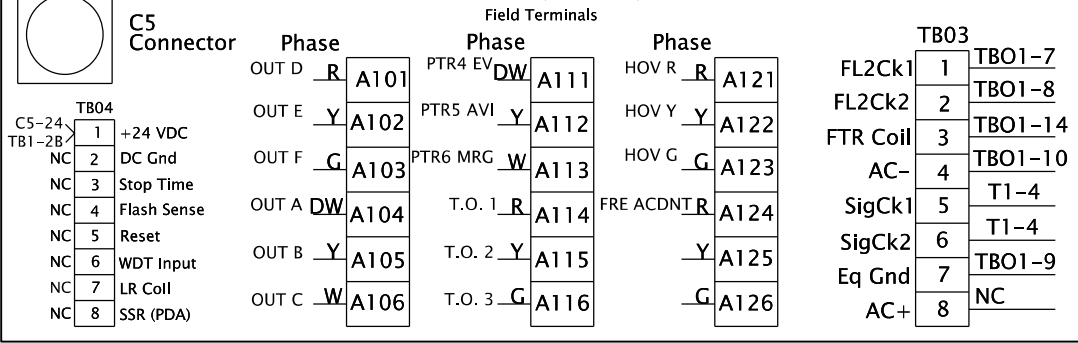 Field Terminals
C5
Connector
Phase
OUT D R A101
OUT E Y A102
OUT F G A103
OUT A DW A104
OUT B Y A105
OUT C W A106
Phase
PTR4 EV DW A111
PTR5 AVI Y A112
PTR6 MRG W A113
T.O. 1 R A114
T.O. 2 Y A115
T.O. 3 G A116
Phase
HOV R R A121
HOV Y Y A122
HOV G G A123
FRE ACDNT R A124
Y A125
G A126
TB04
C5-24
TB1-2B
1 +24 VDC
NC 2 DC Gnd
NC 3 Stop Time
NC 4 Flash Sense
NC 5 Reset
NC 6 WDT Input
NC 7 LR Coll
NC 8 SSR (PDA)
TB03
FL2Ck1 1 TBO1-7
FL2Ck2 2 TBO1-8
FTR Coil 3 TBO1-14
AC- 4 TBO1-10
SigCk1 5 T1-4
SigCk2 6 T1-4
Eq Gnd 7 TBO1-9
AC+ 8 NC